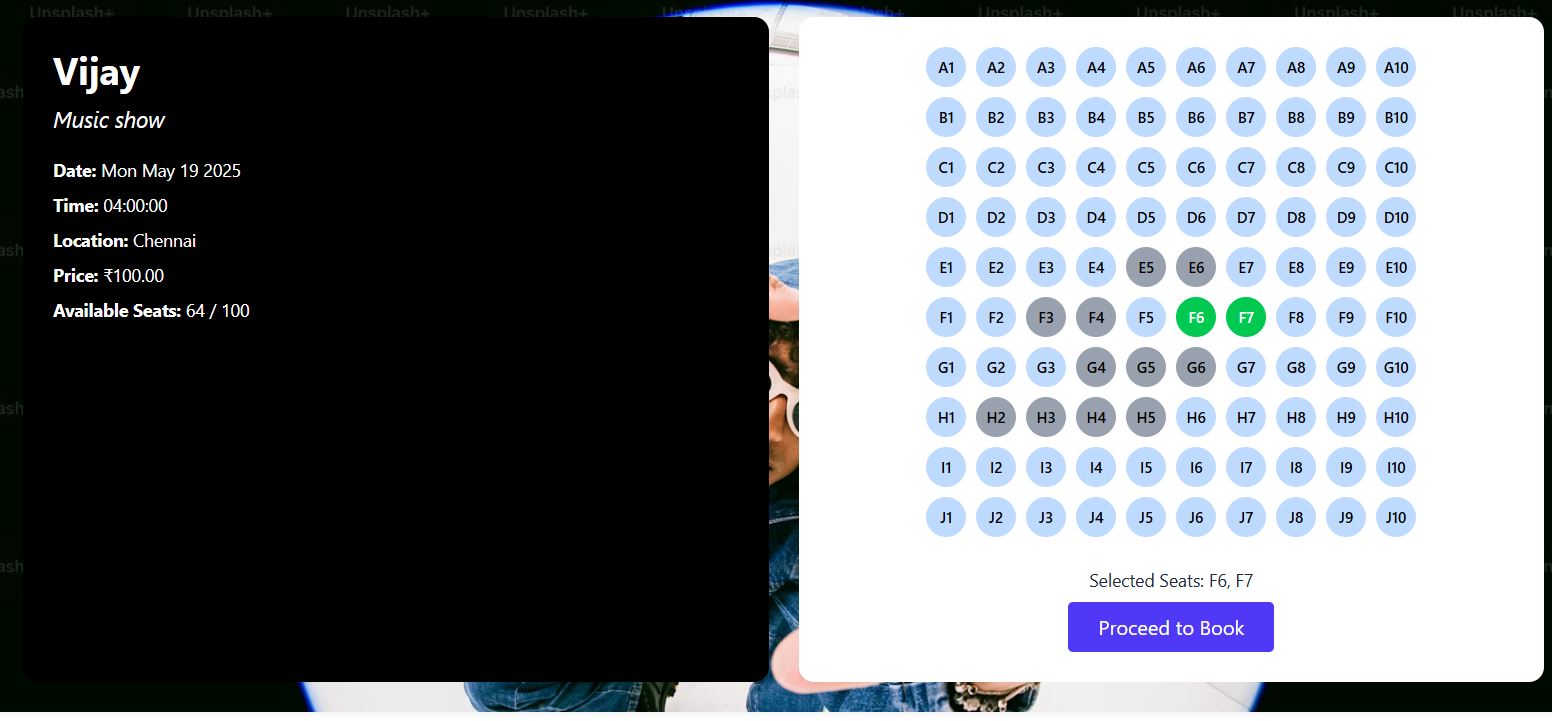 Unsplash+ Unsplash+ Unsplash+ Unsplash+ Unsplash+ Unsplash+ Unsplash+ Unsplash+ Unsplash+
Vijay
Music show
Date: Mon May 19 2025
Time: 04:00:00
Location: Chennai
Price: ₹100.00
Available Seats: 64 / 100
A1 A2 A3 A4 A5 A6 A7 A8 A9 A10
B1 B2 B3 B4 B5 B6 B7 B8 B9 B10
C1 C2 C3 C4 C5 C6 C7 C8 C9 C10
D1 D2 D3 D4 D5 D6 D7 D8 D9 D10
E1 E2 E3 E4 E5 E6 E7 E8 E9 E10
F1 F2 F3 F4 F5 F6 F7 F8 F9 F10
G1 G2 G3 G4 G5 G6 G7 G8 G9 G10
H1 H2 H3 H4 H5 H6 H7 H8 H9 H10
I1 I2 I3 I4 I5 I6 I7 I8 I9 I10
J1 J2 J3 J4 J5 J6 J7 J8 J9 J10
Selected Seats: F6, F7
Proceed to Book